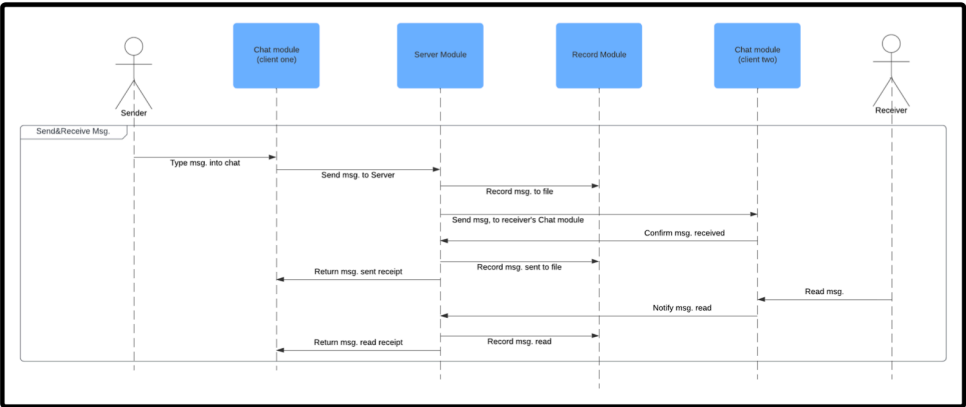 Chat module
(client one)
Server Module
Record Module
Chat module
(client two)
Sender
Receiver
Send&Receive Msg.
Type msg. into chat
Send msg. to Server
Record msg. to file
Send msg, to receiver's Chat module
Confirm msg. received
Record msg. sent to file
Return msg. sent receipt
Read msg.
Notify msg. read
Record msg. read
Return msg. read receipt